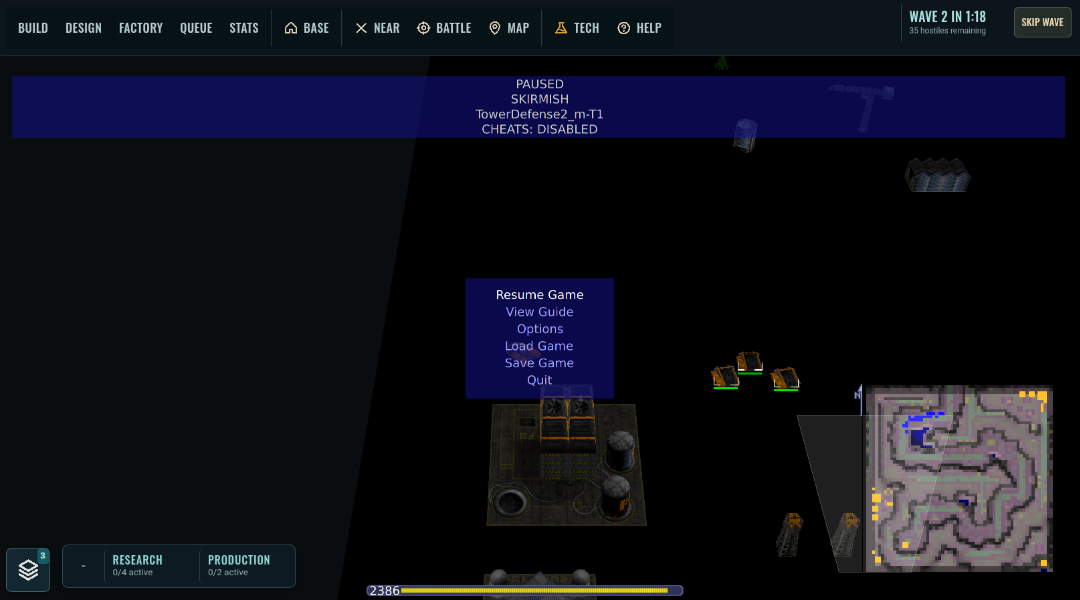 BUILD DESIGN FACTORY QUEUE STATS BASE NEAR BATTLE MAP TECH HELP
WAVE 2 IN 1:18
35 hostiles remaining
SKIP WAVE
PAUSED
SKIRMISH
TowerDefense2_m-T1
CHEATS: DISABLED
Resume Game
View Guide
Options
Load Game
Save Game
Quit
N
3
-
RESEARCH
0/4 active
PRODUCTION
0/2 active
2386